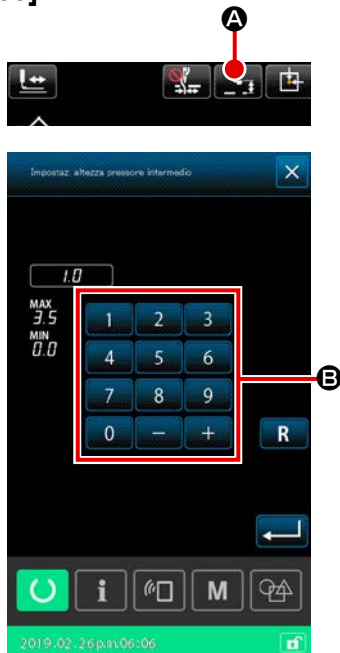 A
Impostaz. altezza pressore intermedio
1.0
MAX
3.5
MIN
0.0
1 2 3
4 5 6
7 8 9
0 − +
B
R
i M
2019.02.26p.m.06:06